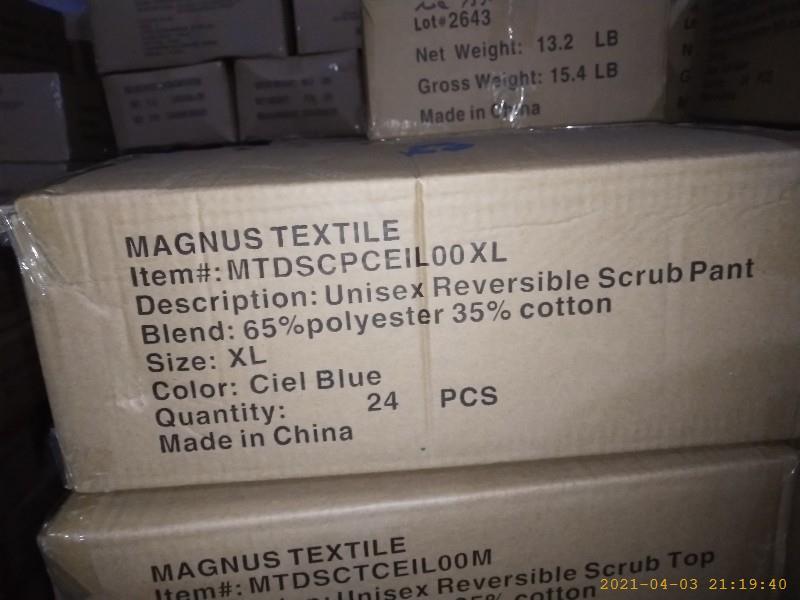 Lot#2643
Net Weight: 13.2 LB
Gross Weight: 15.4 LB
Made in China
MAGNUS TEXTILE
Item#:MTDSCPCEIL00XL
Description: Unisex Reversible Scrub Pant
Blend: 65%polyester 35% cotton
Size: XL
Color: Ciel Blue
Quantity: 24 PCS
Made in China
MAGNUS TEXTILE
Item#:MTDSCTCEIL00M
Unisex Reversible Scrub Top
cotton
2021-04-03 21:19:40